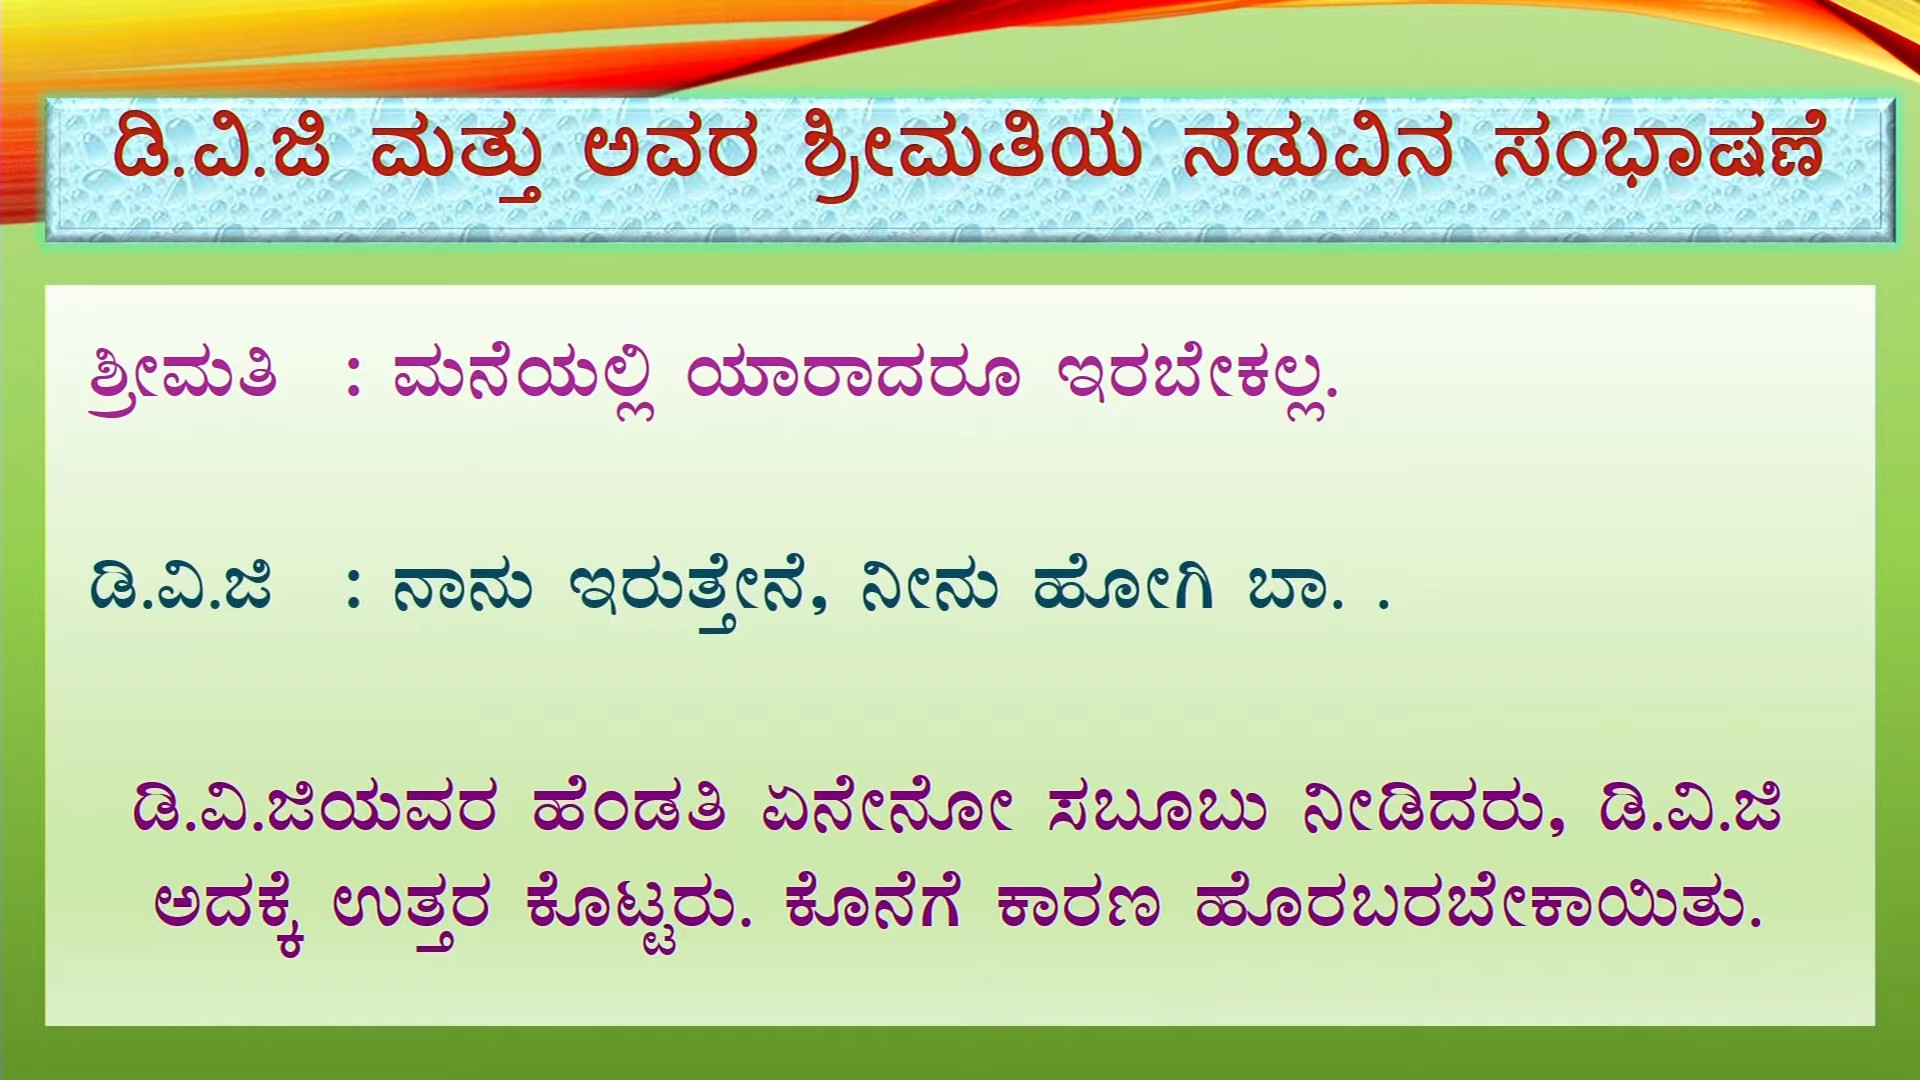 ಡಿ.ವಿ.ಜಿ ಮತ್ತು ಅವರ ಶ್ರೀಮತಿಯ ನಡುವಿನ ಸಂಭಾಷಣೆ
ಶ್ರೀಮತಿ : ಮನೆಯಲ್ಲಿ ಯಾರಾದರೂ ಇರಬೇಕಲ್ಲ.
ಡಿ.ವಿ.ಜಿ : ನಾನು ಇರುತ್ತೇನೆ, ನೀನು ಹೋಗಿ ಬಾ. .
ಡಿ.ವಿ.ಜಿಯವರ ಹೆಂಡತಿ ಏನೇನೋ ಸಬೂಬು ನೀಡಿದರು, ಡಿ.ವಿ.ಜಿ
ಅದಕ್ಕೆ ಉತ್ತರ ಕೊಟ್ಟರು. ಕೊನೆಗೆ ಕಾರಣ ಹೊರಬರಬೇಕಾಯಿತು.